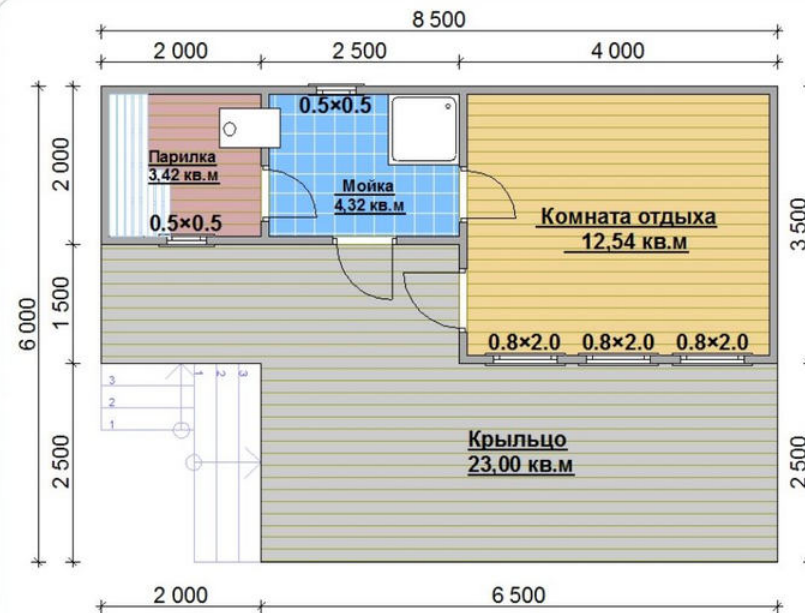 8 500
2 000
2 500
4 000
0.5×0.5
Парилка
3,42 кв.м
Мойка
4,32 кв.м
0.5×0.5
Комната отдыха
12,54 кв.м
2 000
3 500
6 000
1 500
0.8×2.0
0.8×2.0
0.8×2.0
3
2
1
1
2
3
Крыльцо
23,00 кв.м
2 500
2 500
2 000
6 500